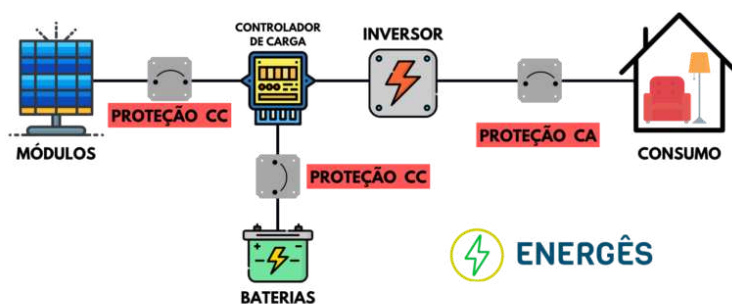 CONTROLADOR
DE CARGA
INVERSOR
PROTEÇÃO CC
MÓDULOS
PROTEÇÃO CA
CONSUMO
PROTEÇÃO CC
BATERIAS
ENERGÊS